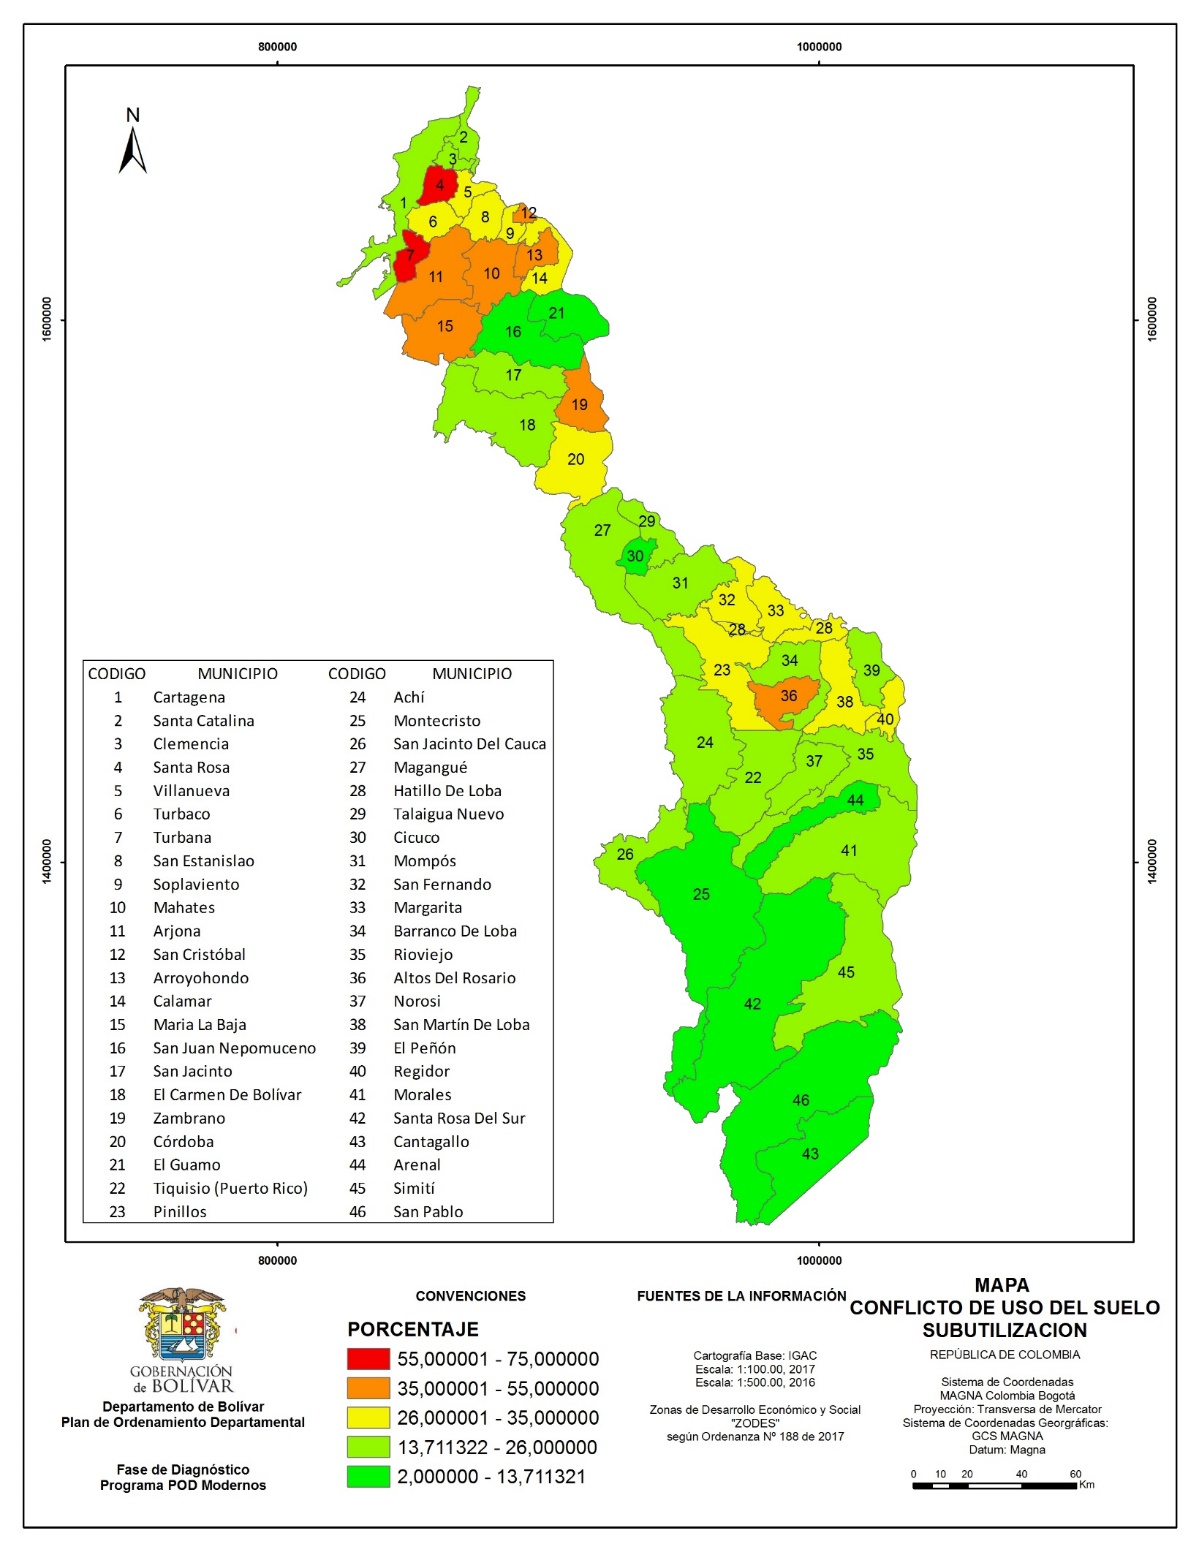 800000 1000000
N
1600000 1600000
1400000 1400000
2
3
4
5
1
6
8
12
9
7
13
11
10
14
21
15
16
17
19
18
20
27
29
30
31
32
33
28
28
34
23
39
36
38
40
24
35
37
22
44
26
41
25
45
42
46
43
CODIGO MUNICIPIO CODIGO MUNICIPIO
1 Cartagena 24 Achí
2 Santa Catalina 25 Montecristo
3 Clemencia 26 San Jacinto Del Cauca
4 Santa Rosa 27 Magangué
5 Villanueva 28 Hatillo De Loba
6 Turbaco 29 Talaigua Nuevo
7 Turbana 30 Cicuco
8 San Estanislao 31 Mompós
9 Soplaviento 32 San Fernando
10 Mahates 33 Margarita
11 Arjona 34 Barranco De Loba
12 San Cristóbal 35 Rioviejo
13 Arroyohondo 36 Altos Del Rosario
14 Calamar 37 Norosi
15 Maria La Baja 38 San Martín De Loba
16 San Juan Nepomuceno 39 El Peñón
17 San Jacinto 40 Regidor
18 El Carmen De Bolívar 41 Morales
19 Zambrano 42 Santa Rosa Del Sur
20 Córdoba 43 Cantagallo
21 El Guamo 44 Arenal
22 Tiquisio (Puerto Rico) 45 Simití
23 Pinillos 46 San Pablo
800000 1000000
GOBERNACIÓN
de BOLÍVAR
Departamento de Bolívar
Plan de Ordenamiento Departamental
Fase de Diagnóstico
Programa POD Modernos
CONVENCIONES
PORCENTAJE
55,000001 - 75,000000
35,000001 - 55,000000
26,000001 - 35,000000
13,711322 - 26,000000
2,000000 - 13,711321
FUENTES DE LA INFORMACIÓN
Cartografía Base: IGAC
Escala: 1:100.00, 2017
Escala: 1:500.00, 2016
Zonas de Desarrollo Económico y Social
"ZODES"
según Ordenanza Nº 188 de 2017
MAPA
CONFLICTO DE USO DEL SUELO
SUBUTILIZACION
REPÚBLICA DE COLOMBIA
Sistema de Coordenadas
MAGNA Colombia Bogotá
Proyección: Transversa de Mercator
Sistema de Coordenadas Georgráficas:
GCS MAGNA
Datum: Magna
0 10 20 40 60
Km